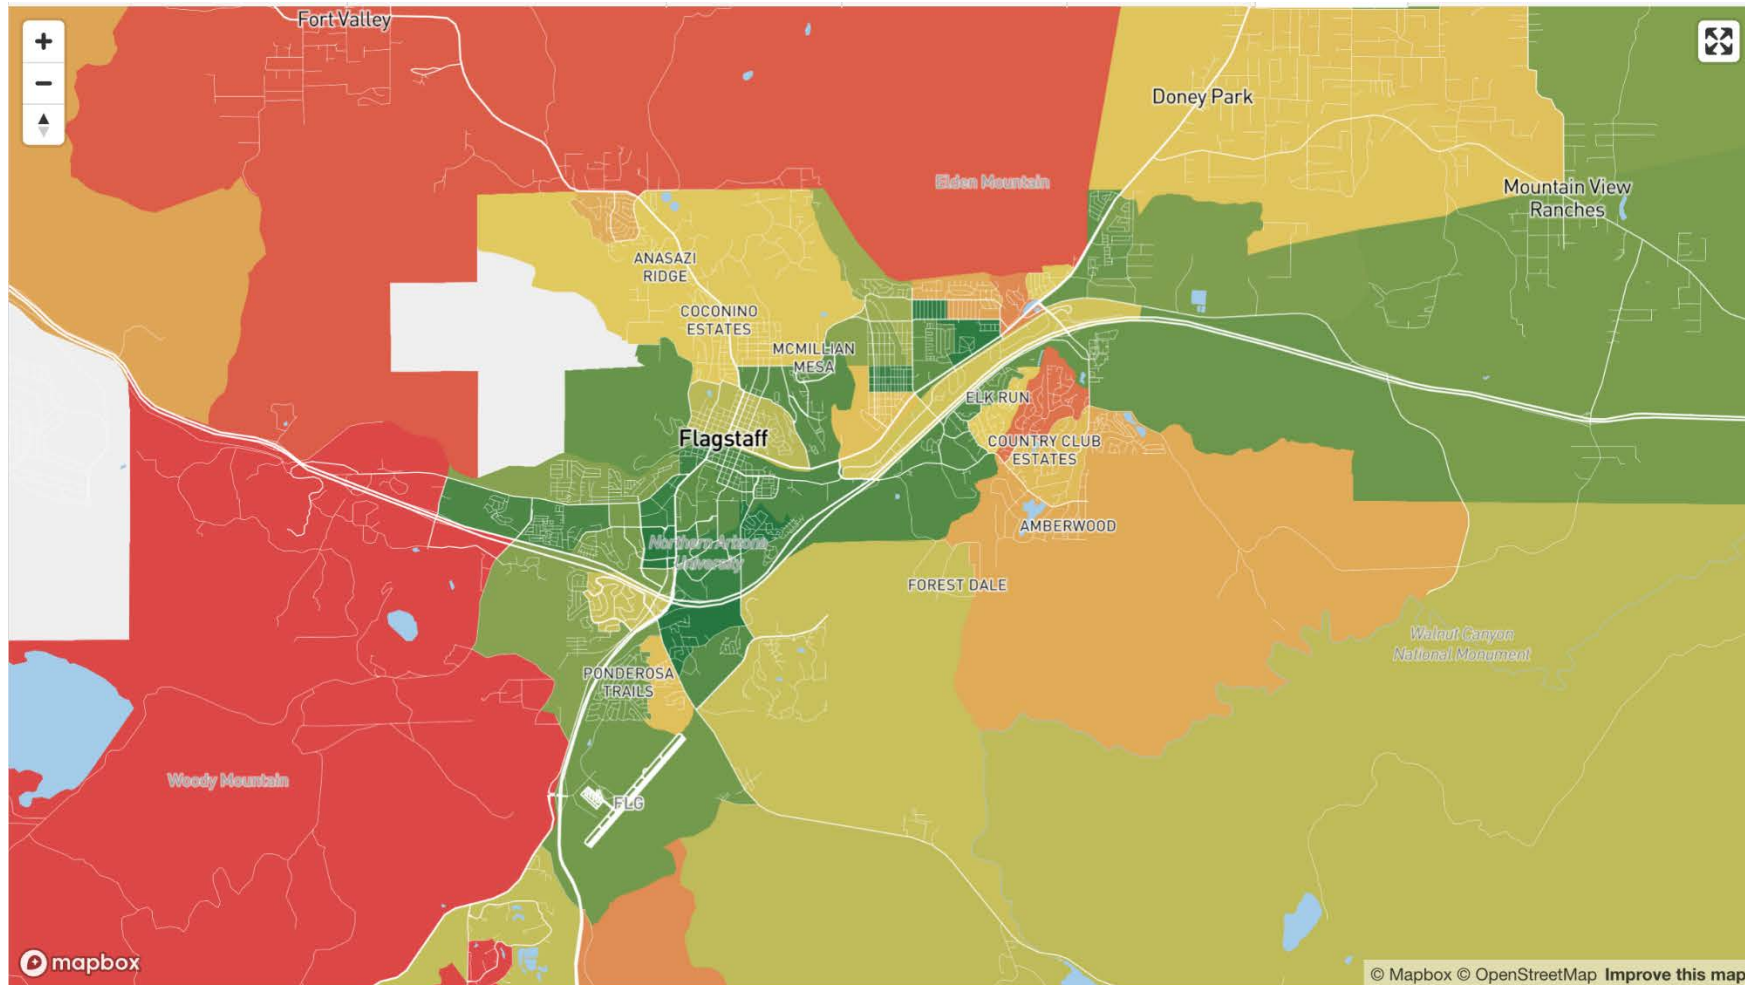 Fort Valley
Doney Park
Elden Mountain
Mountain View
Ranches
ANASAZI
RIDGE
COCONINO
ESTATES
MCMILLIAN
MESA
ELK RUN
Flagstaff
COUNTRY CLUB
ESTATES
AMBERWOOD
Northern Arizona
University
FOREST DALE
Walnut Canyon
National Monument
PONDEROSA
TRAILS
Woody Mountain
FLG
mapbox
© Mapbox © OpenStreetMap Improve this map